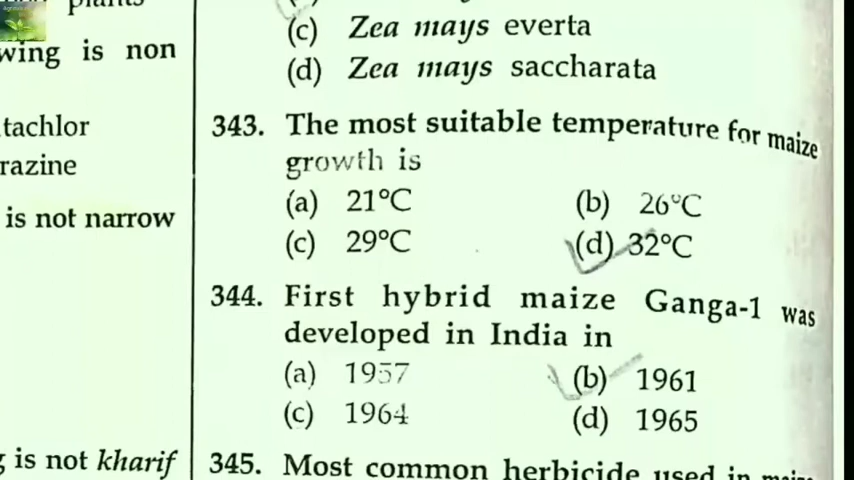 plants
wing is non
tachlor
razine
is not narrow
is not kharif
(c) Zea mays everta
(d) Zea mays saccharata
343. The most suitable temperature for maize
growth is
(a) 21°C (b) 26°C
(c) 29°C (d) 32°C
344. First hybrid maize Ganga-1 was
developed in India in
(a) 1957 (b) 1961
(c) 1964 (d) 1965
345. Most common herbicide used in maize